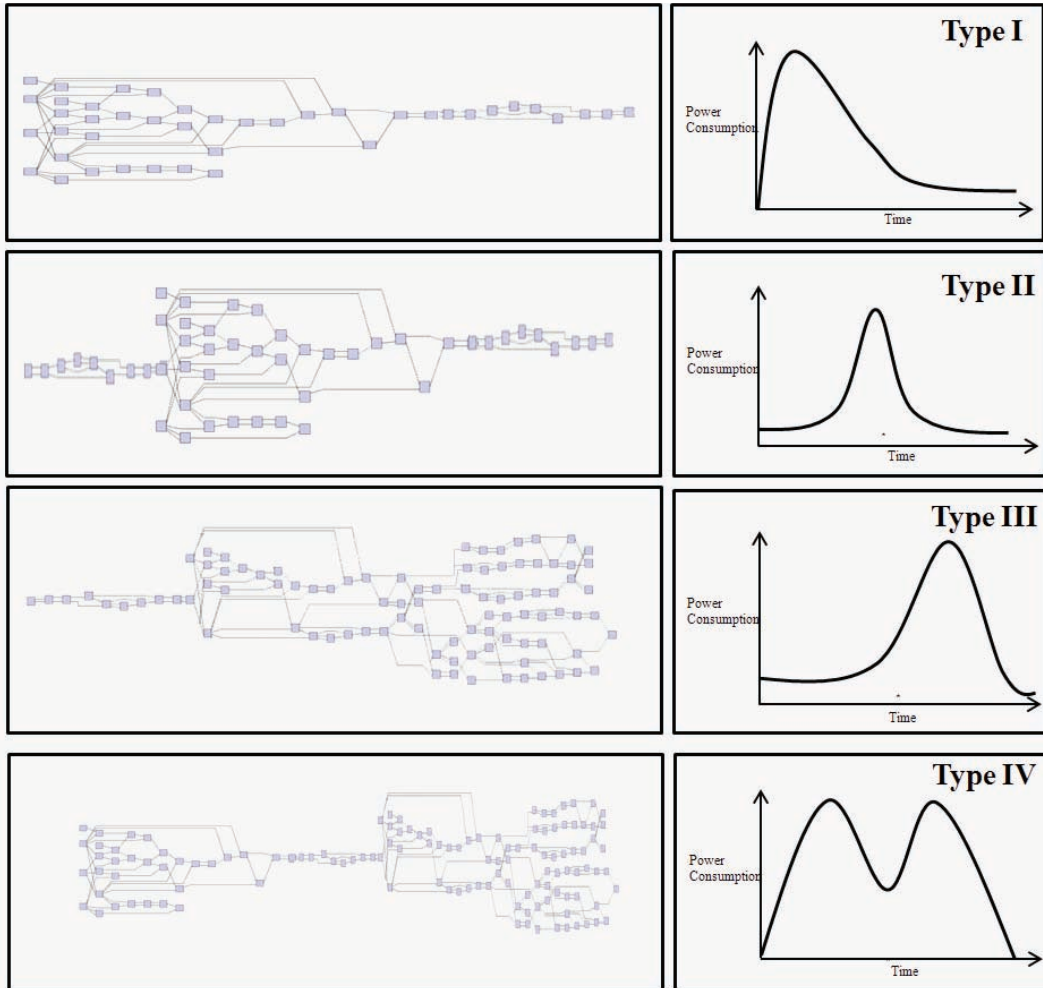 Type I
Power
Consumption
Time
Type II
Power
Consumption
Time
Type III
Power
Consumption
Time
Type IV
Power
Consumption
Time